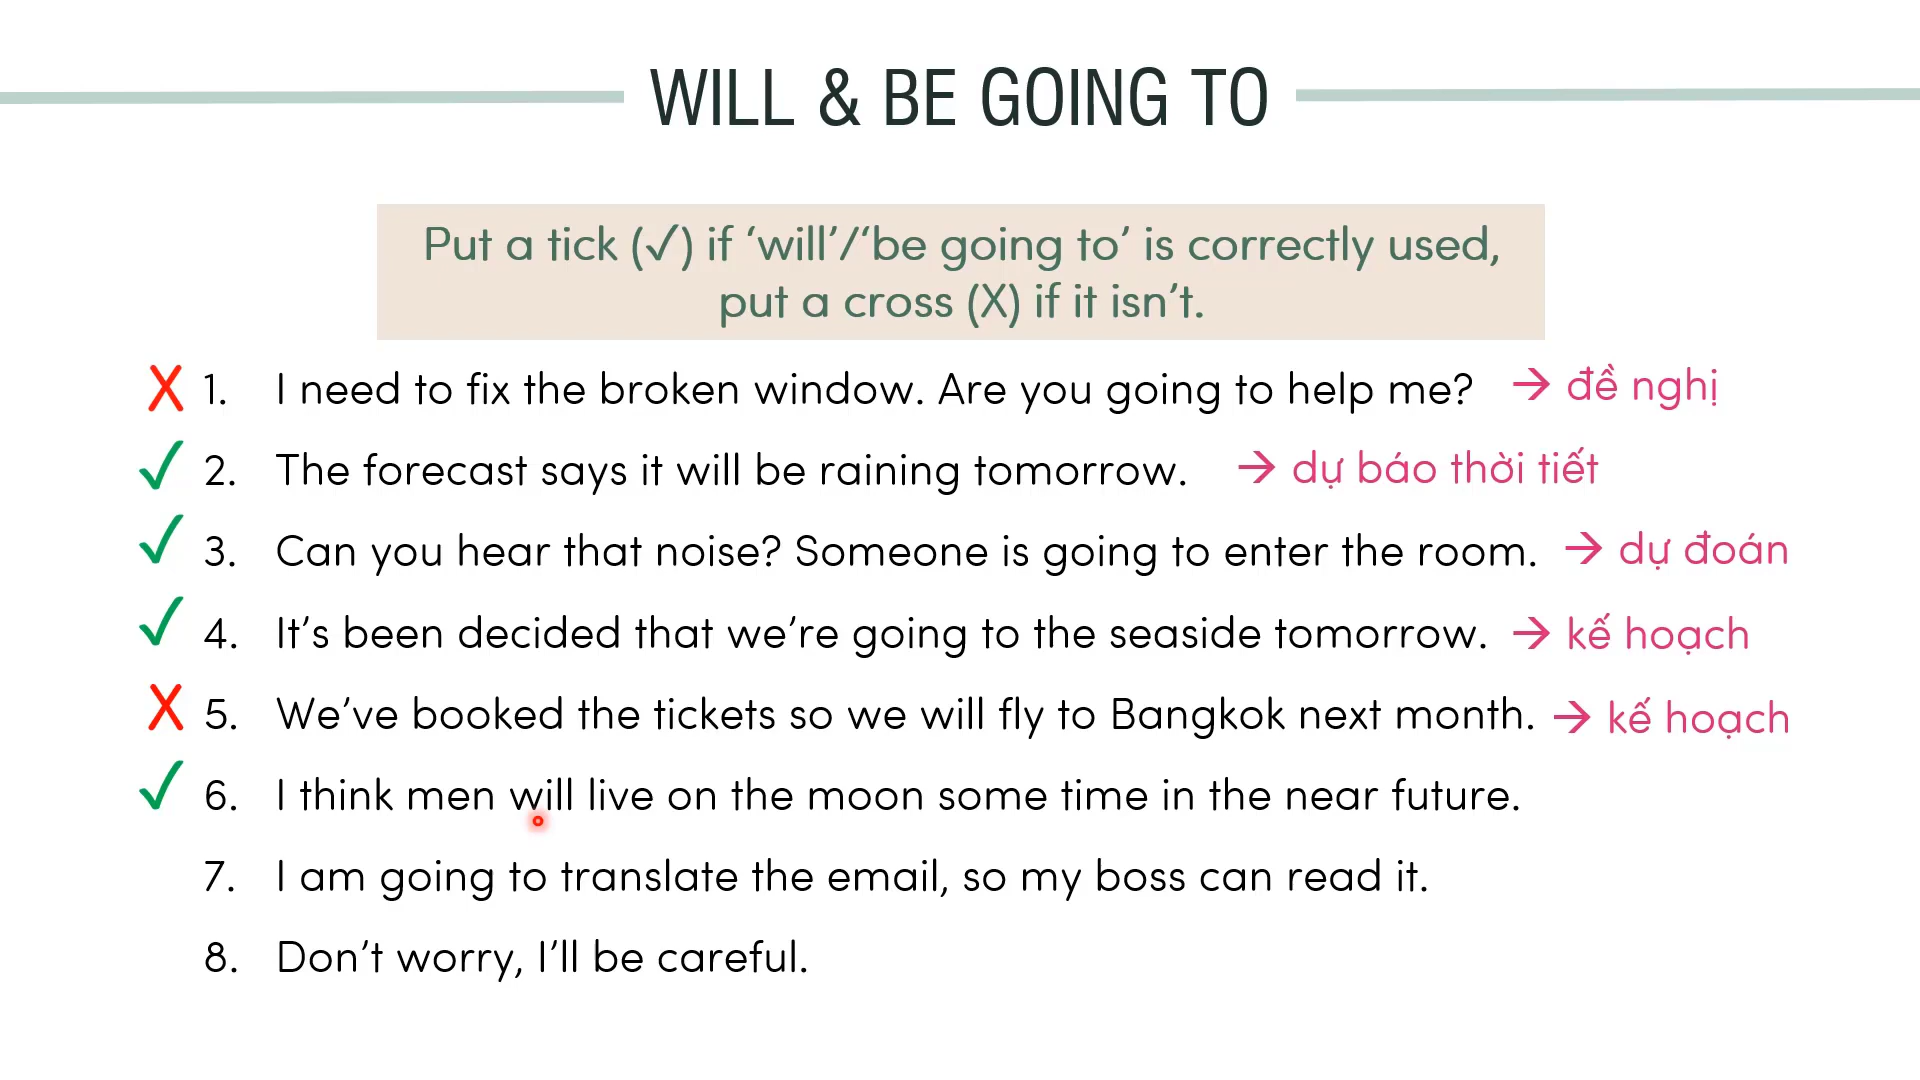 WILL & BE GOING TO
Put a tick (✓) if ‘will’/‘be going to’ is correctly used,
put a cross (X) if it isn’t.
X 1. I need to fix the broken window. Are you going to help me? → đề nghị
✓ 2. The forecast says it will be raining tomorrow. → dự báo thời tiết
✓ 3. Can you hear that noise? Someone is going to enter the room. → dự đoán
✓ 4. It’s been decided that we’re going to the seaside tomorrow. → kế hoạch
X 5. We’ve booked the tickets so we will fly to Bangkok next month. → kế hoạch
✓ 6. I think men will live on the moon some time in the near future.
7. I am going to translate the email, so my boss can read it.
8. Don’t worry, I’ll be careful.